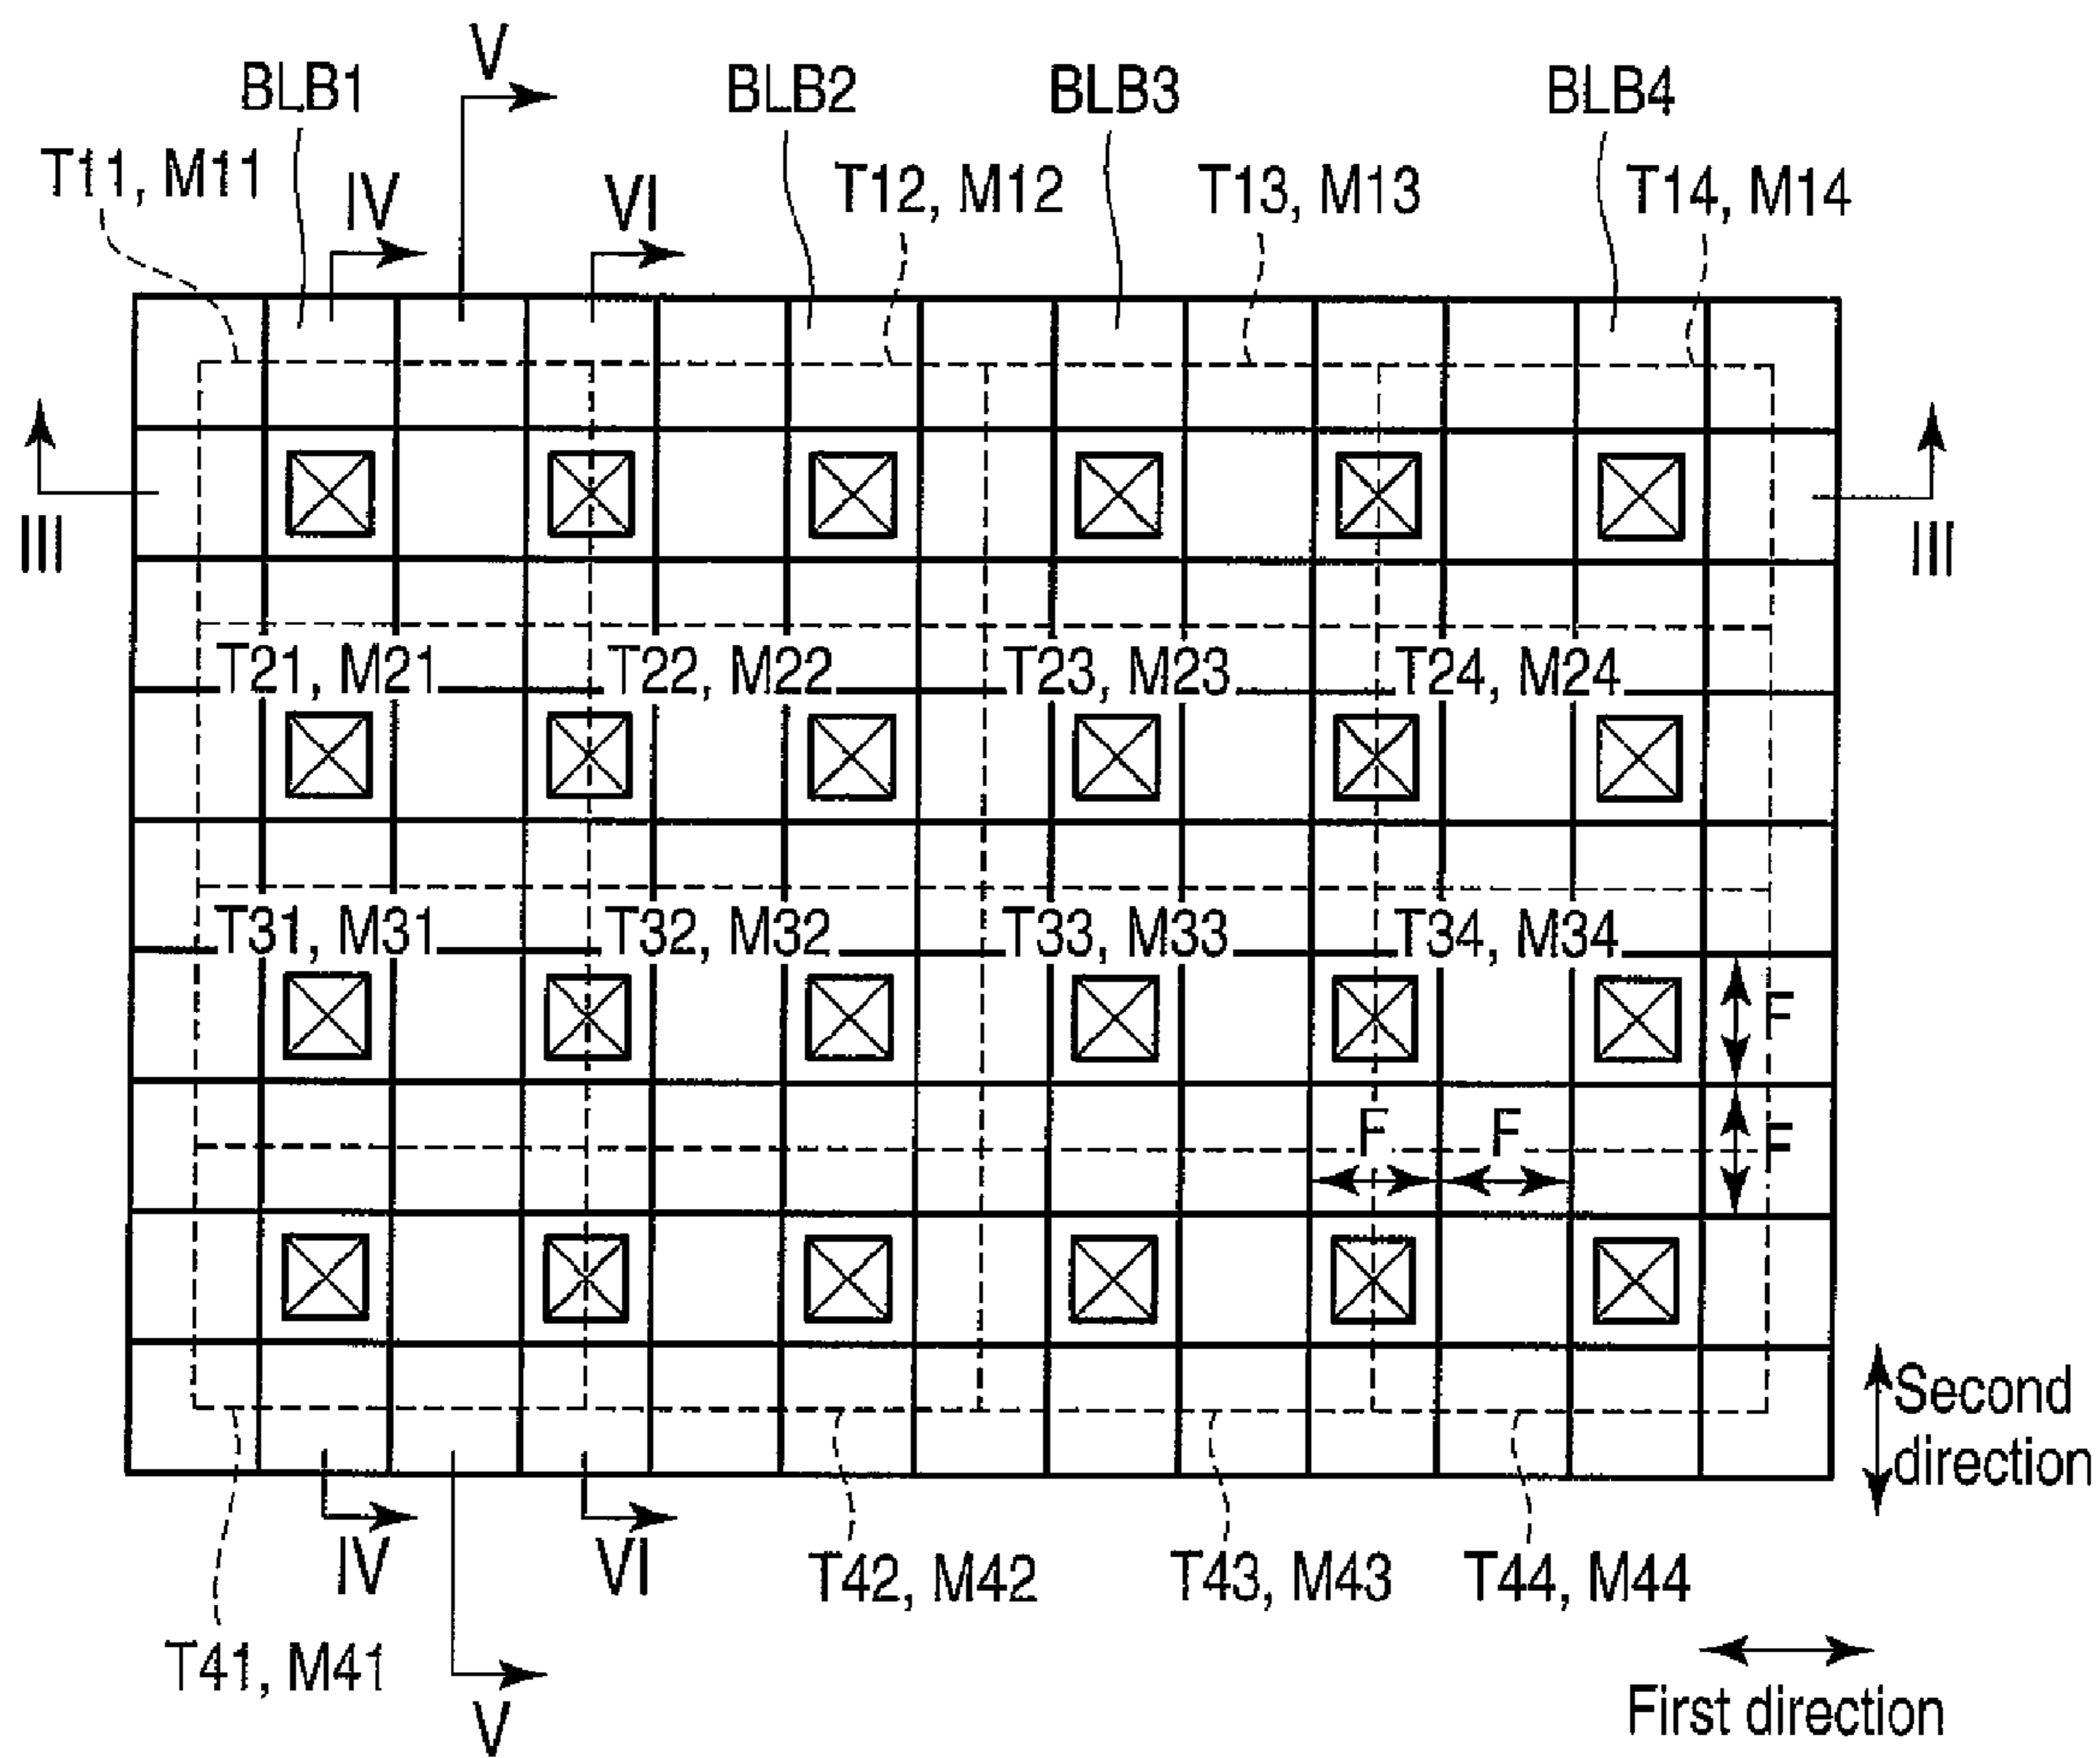 V
BLB1
BLB2
BLB3
BLB4
T11, M11
IV
VI
T12, M12
T13, M13
T14, M14
III
III
T21, M21
T22, M22
T23, M23
T24, M24
T31, M31
T32, M32
T33, M33
T34, M34
F
F
F
F
Second
direction
IV
VI
T42, M42
T43, M43
T44, M44
T41, M41
V
First direction